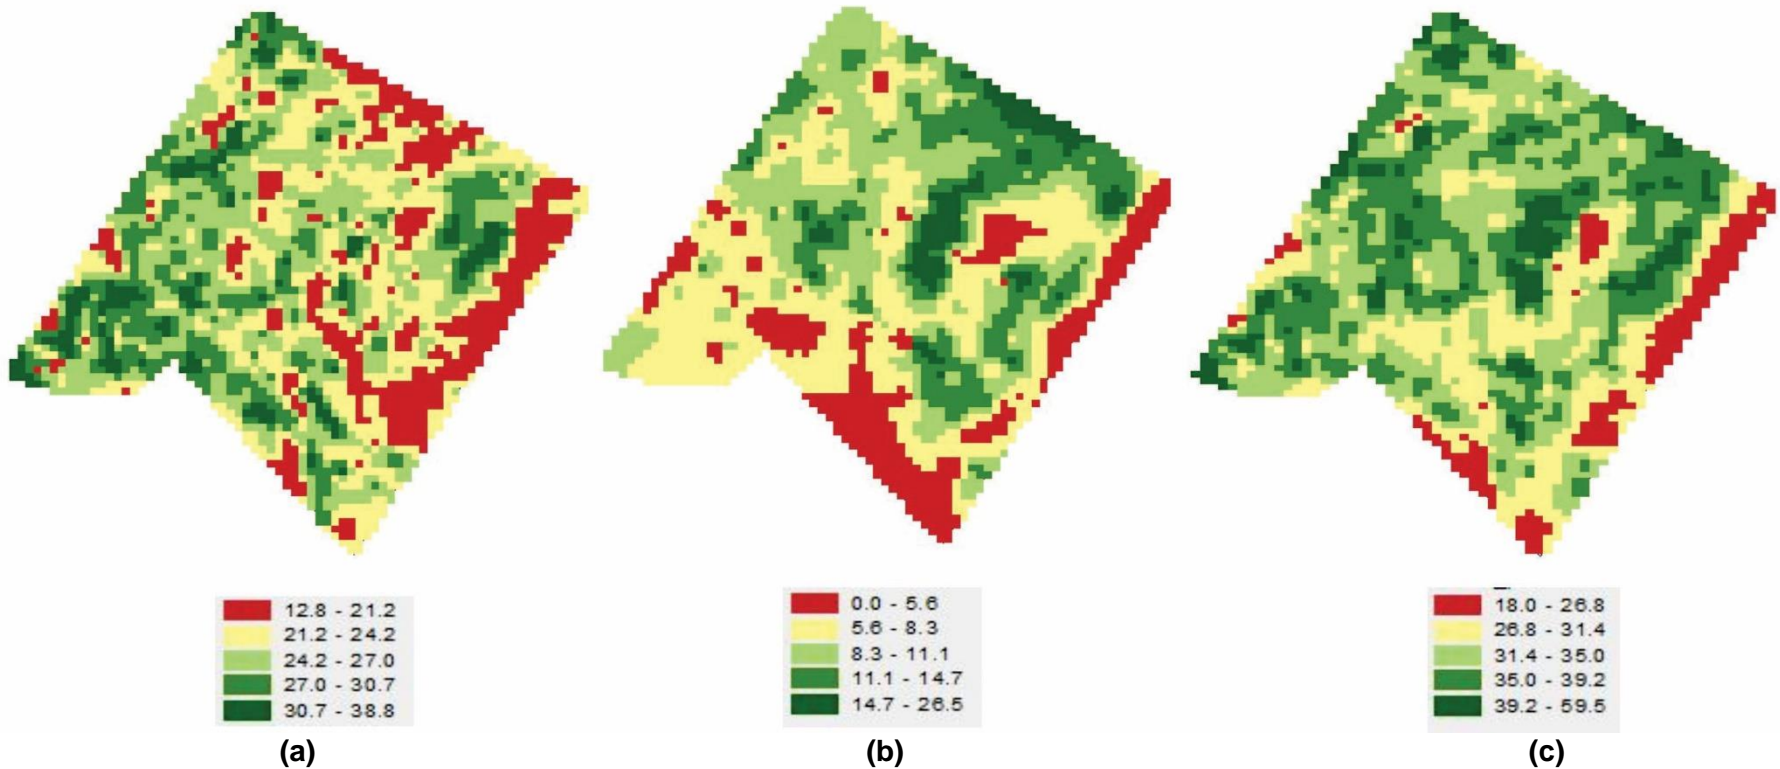 12.8 - 21.2
21.2 - 24.2
24.2 - 27.0
27.0 - 30.7
30.7 - 38.8
(a)
0.0 - 5.6
5.6 - 8.3
8.3 - 11.1
11.1 - 14.7
14.7 - 26.5
(b)
18.0 - 26.8
26.8 - 31.4
31.4 - 35.0
35.0 - 39.2
39.2 - 59.5
(c)